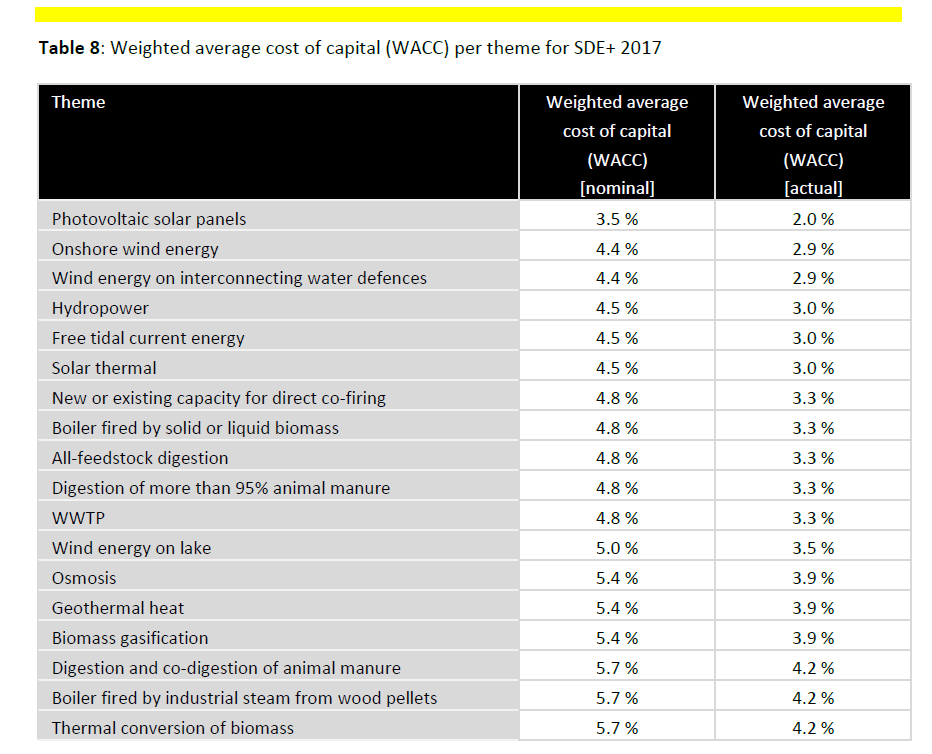 Table 8: Weighted average cost of capital (WACC) per theme for SDE+ 2017
Theme Weighted average cost of capital (WACC) [nominal] Weighted average cost of capital (WACC) [actual]
Photovoltaic solar panels 3.5 % 2.0 %
Onshore wind energy 4.4 % 2.9 %
Wind energy on interconnecting water defences 4.4 % 2.9 %
Hydropower 4.5 % 3.0 %
Free tidal current energy 4.5 % 3.0 %
Solar thermal 4.5 % 3.0 %
New or existing capacity for direct co-firing 4.8 % 3.3 %
Boiler fired by solid or liquid biomass 4.8 % 3.3 %
All-feedstock digestion 4.8 % 3.3 %
Digestion of more than 95% animal manure 4.8 % 3.3 %
WWTP 4.8 % 3.3 %
Wind energy on lake 5.0 % 3.5 %
Osmosis 5.4 % 3.9 %
Geothermal heat 5.4 % 3.9 %
Biomass gasification 5.4 % 3.9 %
Digestion and co-digestion of animal manure 5.7 % 4.2 %
Boiler fired by industrial steam from wood pellets 5.7 % 4.2 %
Thermal conversion of biomass 5.7 % 4.2 %